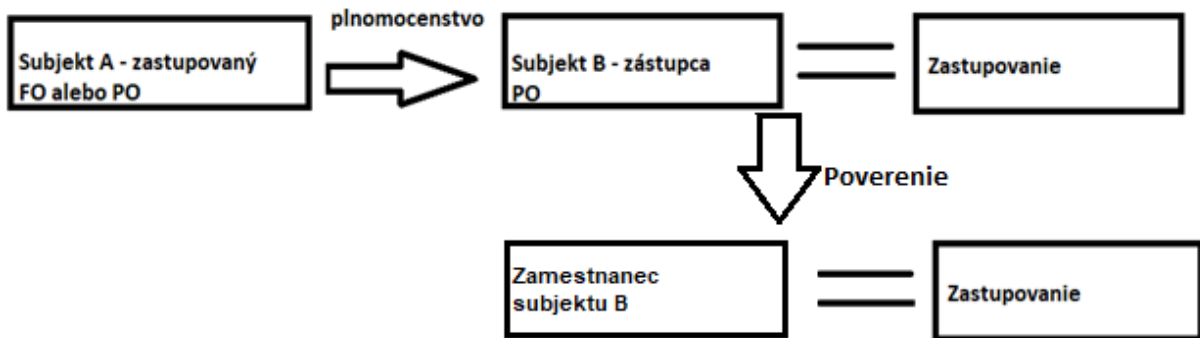 plnomocenstvo
Subjekt A - zastupovaný
FO alebo PO
Subjekt B - zástupca
PO
Zastupovanie
Poverenie
Zamestnanec
subjektu B
Zastupovanie